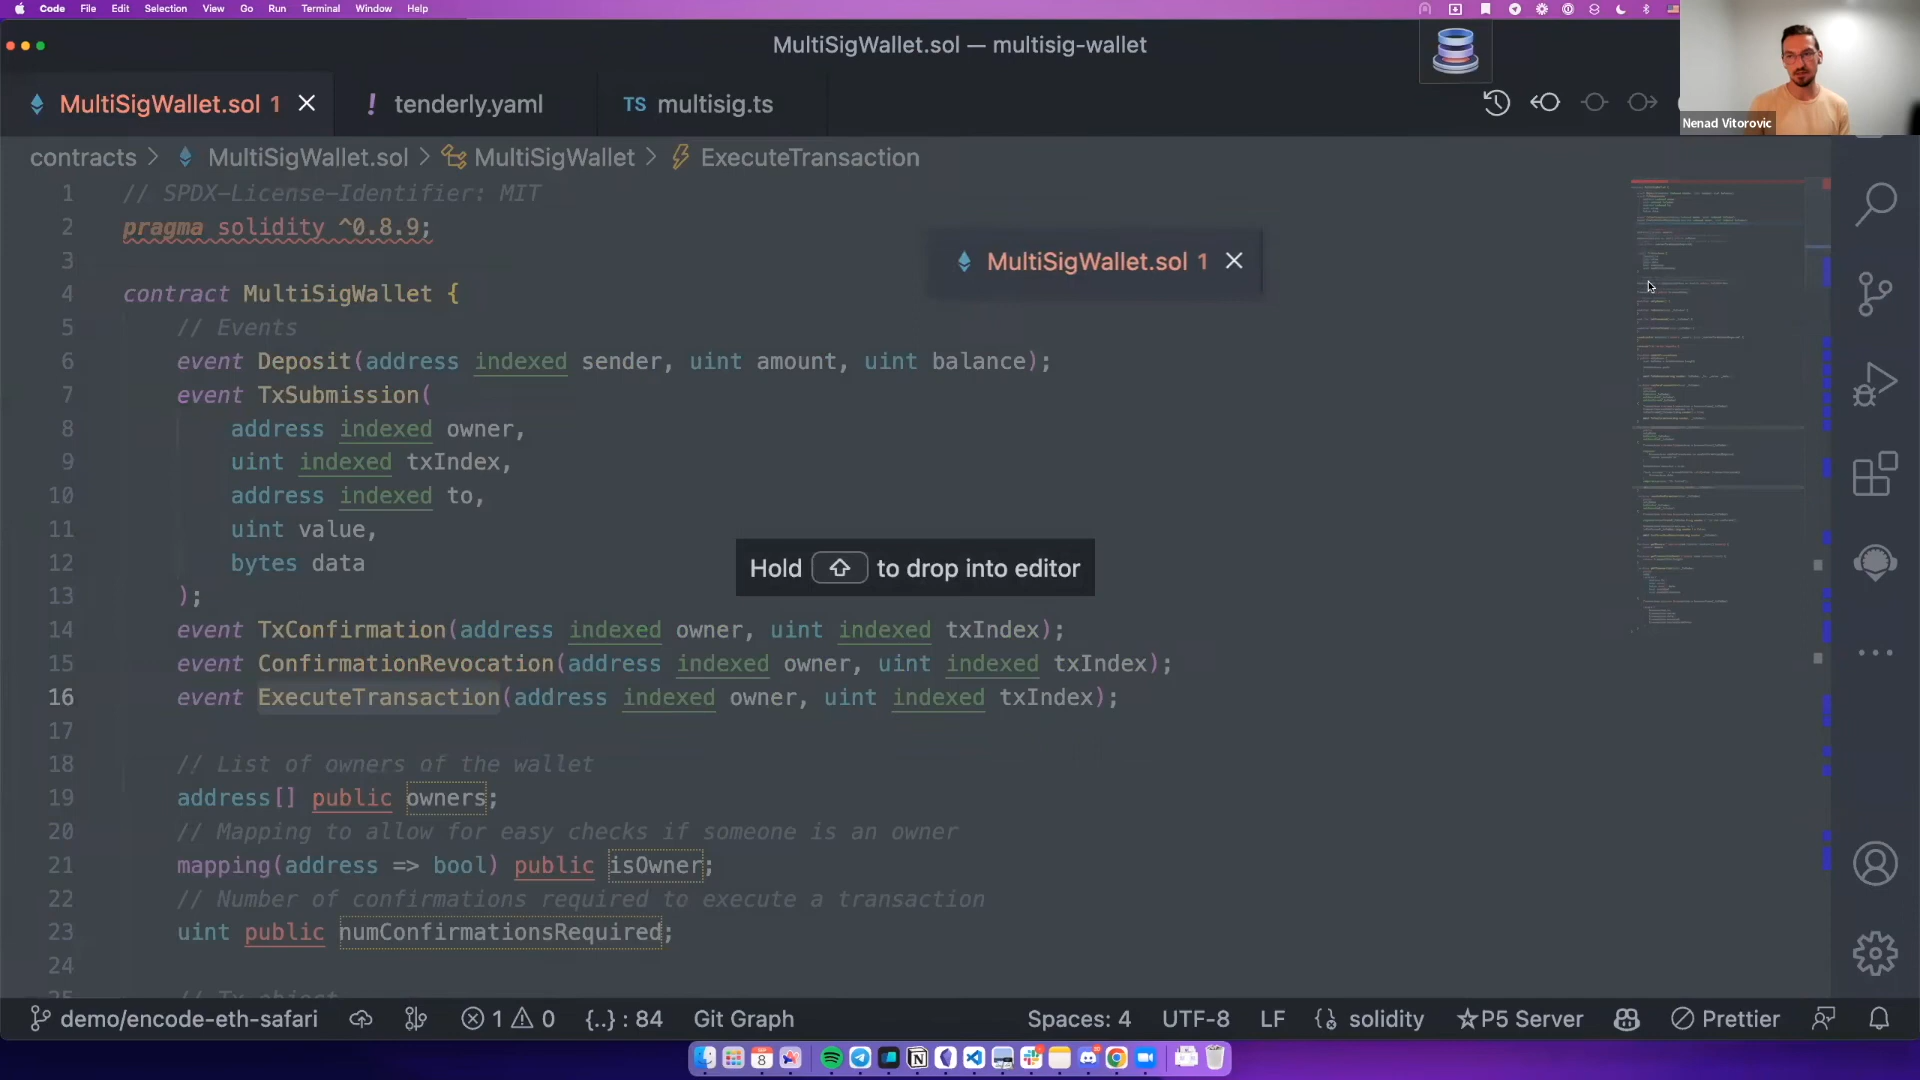 Code File Edit Selection View Go Run Terminal Window Help
MultiSigWallet.sol — multisig-wallet
MultiSigWallet.sol 1
! tenderly.yaml
TS multisig.ts
Nenad Vitorovic
contracts > MultiSigWallet.sol > MultiSigWallet > ExecuteTransaction
1 // SPDX-License-Identifier: MIT
2 pragma solidity ^0.8.9;
3
MultiSigWallet.sol 1
4 contract MultiSigWallet {
5 // Events
6 event Deposit(address indexed sender, uint amount, uint balance);
7 event TxSubmission(
8 address indexed owner,
9 uint indexed txIndex,
10 address indexed to,
11 uint value,
12 bytes data
Hold ⇧ to drop into editor
13 );
14 event TxConfirmation(address indexed owner, uint indexed txIndex);
15 event ConfirmationRevocation(address indexed owner, uint indexed txIndex);
16 event ExecuteTransaction(address indexed owner, uint indexed txIndex);
17
18 // List of owners of the wallet
19 address[] public owners;
20 // Mapping to allow for easy checks if someone is an owner
21 mapping(address => bool) public isOwner;
22 // Number of confirmations required to execute a transaction
23 uint public numConfirmationsRequired;
24
25 // Tx object
demo/encode-eth-safari 1 0 {..} : 84 Git Graph Spaces: 4 UTF-8 LF solidity P5 Server Prettier
8